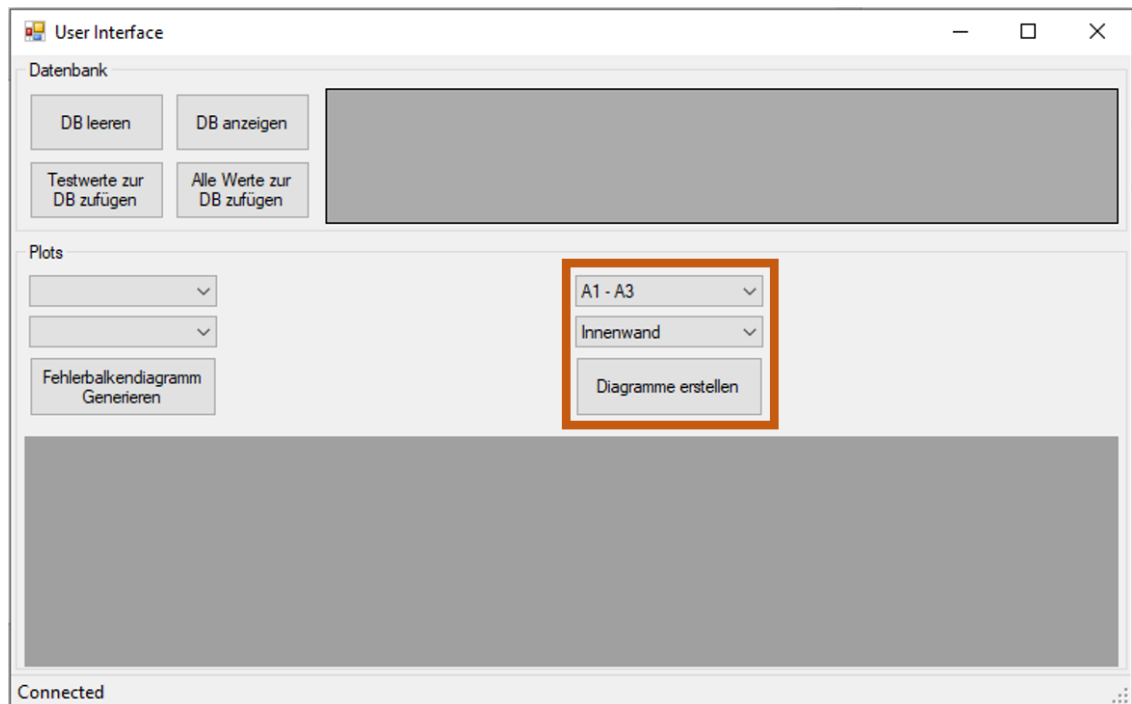 User Interface
Datenbank
DB leeren
DB anzeigen
Testwerte zur
DB zufügen
Alle Werte zur
DB zufügen
Plots
A1 - A3
Innenwand
Fehlerbalkendiagramm
Generieren
Diagramme erstellen
Connected